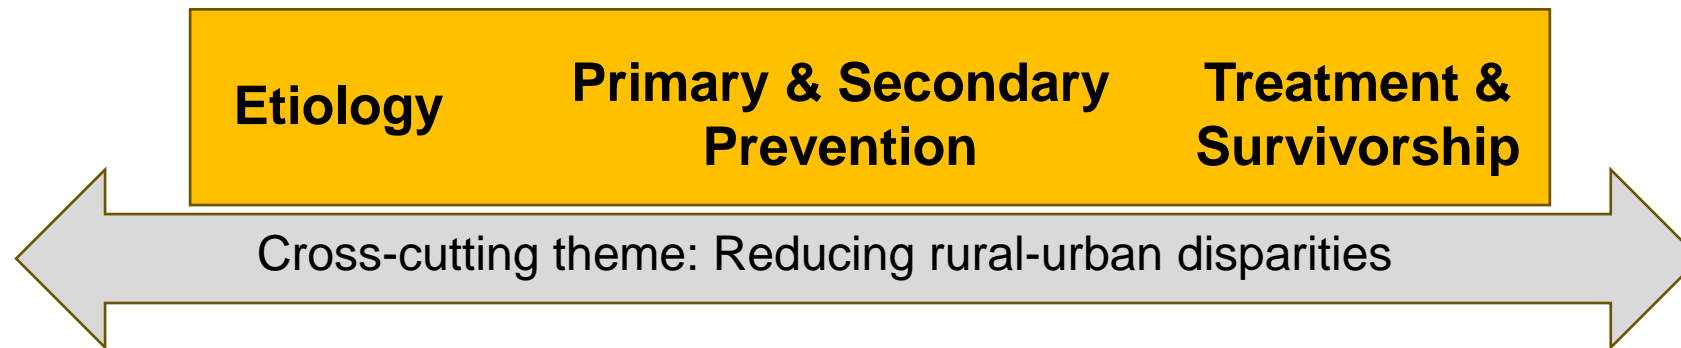 Etiology
Primary & Secondary
Prevention
Treatment &
Survivorship
Cross-cutting theme: Reducing rural-urban disparities